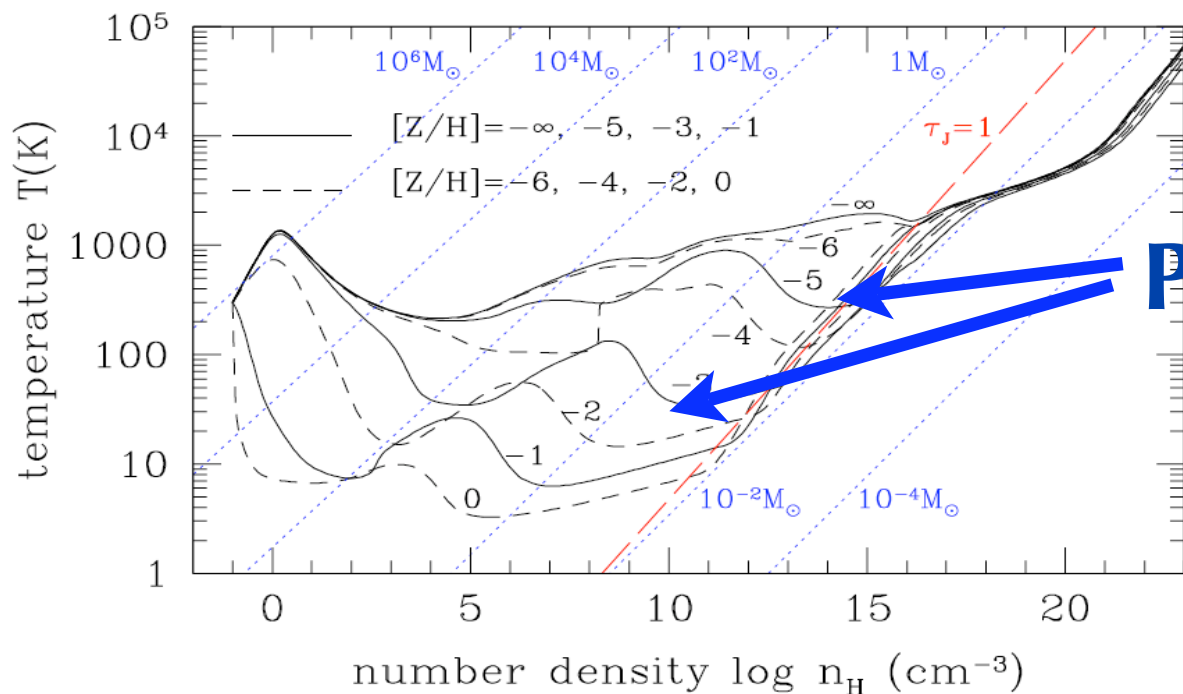 10⁵
10⁴
1000
100
10
1
temperature T(K)
10⁶M☉
10⁴M☉
10²M☉
1M☉
[Z/H]=−∞, −5, −3, −1
[Z/H]=−6, −4, −2, 0
τJ=1
−∞
−6
−5
−4
−2
−1
0
P
10⁻²M☉
10⁻⁴M☉
0
5
10
15
20
number density log nH (cm⁻³)